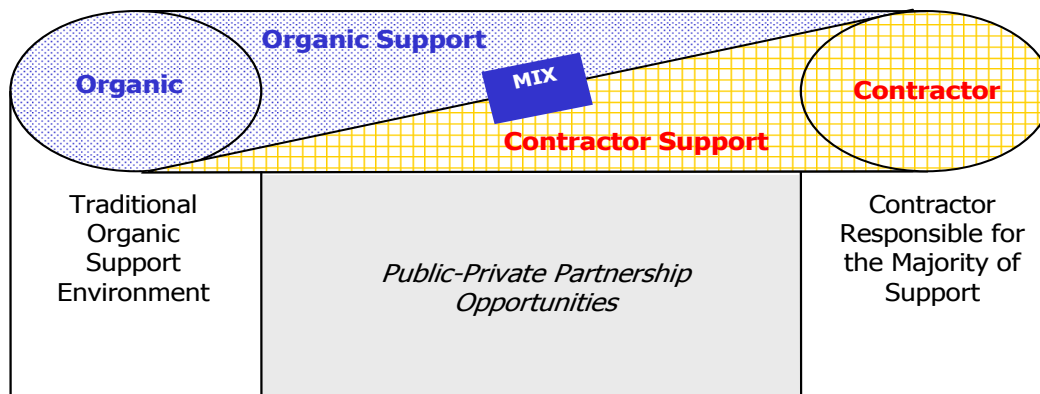 Organic Support
MIX
Organic
Contractor
Contractor Support
Traditional
Organic
Support
Environment
Public-Private Partnership
Opportunities
Contractor
Responsible for
the Majority of
Support